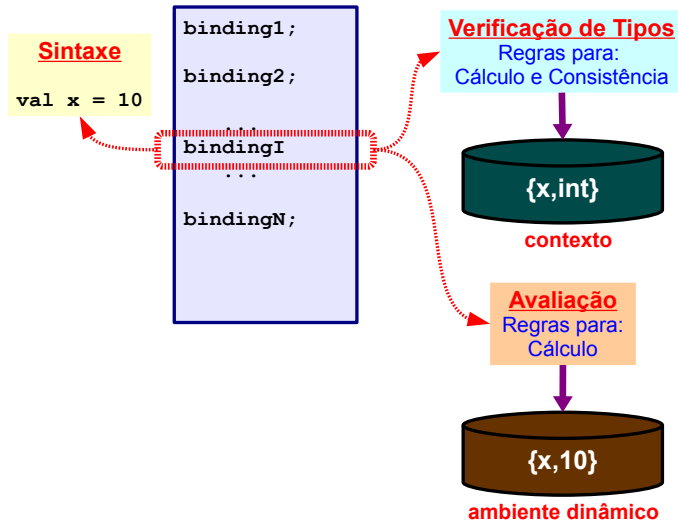 Sintaxe
val x = 10
binding1;
binding2;
...
bindingI
...
bindingN;
Verificação de Tipos
Regras para:
Cálculo e Consistência
{x,int}
contexto
Avaliação
Regras para:
Cálculo
{x,10}
ambiente dinâmico